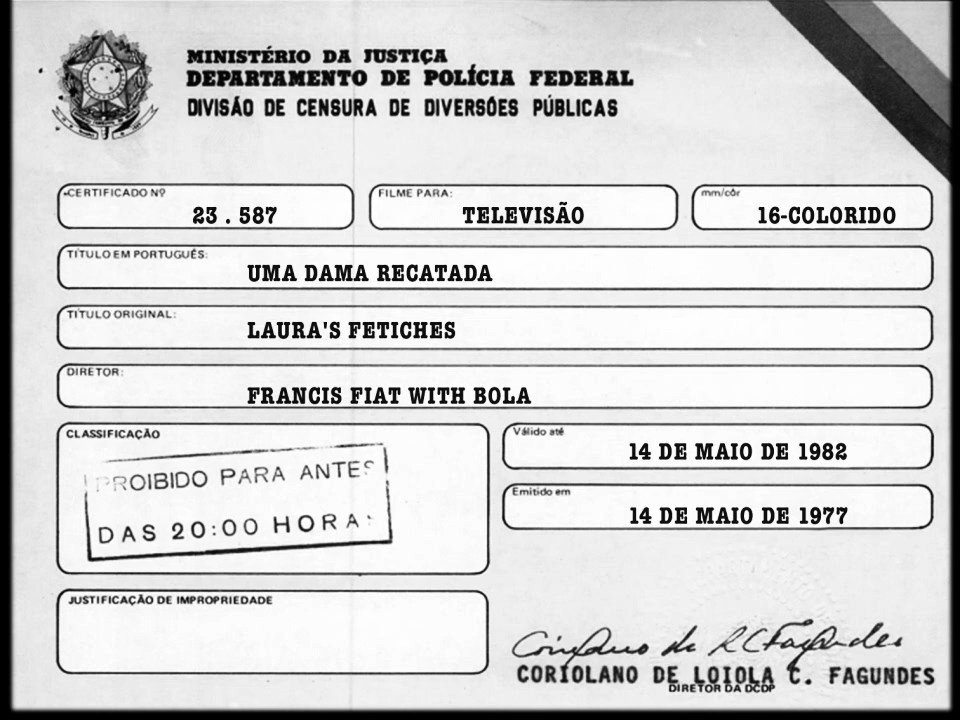 MINISTÉRIO DA JUSTIÇA
DEPARTAMENTO DE POLÍCIA FEDERAL
DIVISÃO DE CENSURA DE DIVERSÕES PÚBLICAS
CERTIFICADO Nº
23.587
FILME PARA:
TELEVISÃO
mm/côr
16-COLORIDO
TÍTULO EM PORTUGUÊS:
UMA DAMA RECATADA
TÍTULO ORIGINAL:
LAURA'S FETICHES
DIRETOR:
FRANCIS FIAT WITH BOLA
CLASSIFICAÇÃO
PROIBIDO PARA ANTES
DAS 20:00 HORAS
Válido até
14 DE MAIO DE 1982
Emitido em
14 DE MAIO DE 1977
JUSTIFICAÇÃO DE IMPROPRIEDADE
Coriolano de L C Fagundes
CORIOLANO DE LOIOLA C. FAGUNDES
DIRETOR DA DCDP